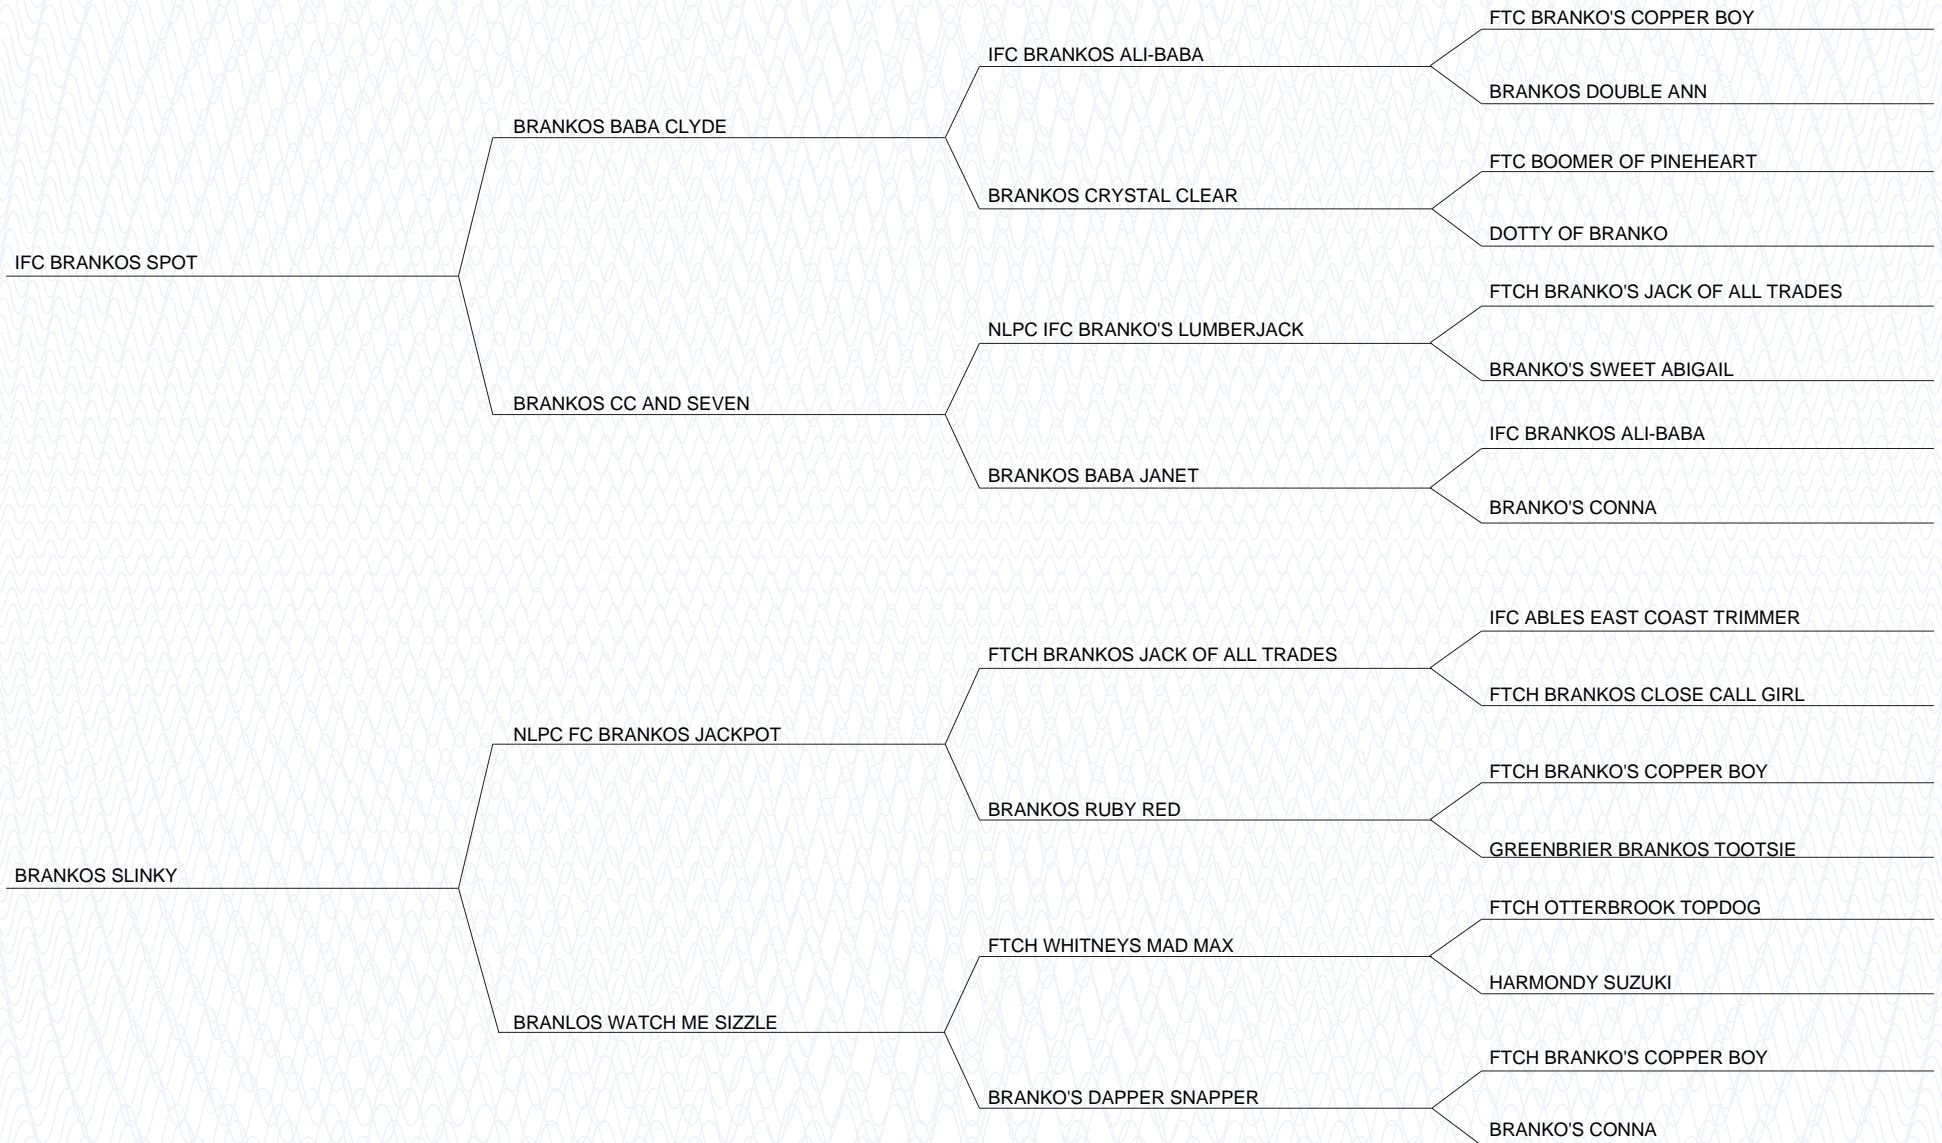 FTC BRANKO'S COPPER BOY
IFC BRANKOS ALI-BABA
BRANKOS DOUBLE ANN
BRANKOS BABA CLYDE
FTC BOOMER OF PINEHEART
BRANKOS CRYSTAL CLEAR
DOTTY OF BRANKO
IFC BRANKOS SPOT
FTCH BRANKO'S JACK OF ALL TRADES
NLPC IFC BRANKO'S LUMBERJACK
BRANKO'S SWEET ABIGAIL
BRANKOS CC AND SEVEN
IFC BRANKOS ALI-BABA
BRANKOS BABA JANET
BRANKO'S CONNA
IFC ABLES EAST COAST TRIMMER
FTCH BRANKOS JACK OF ALL TRADES
FTCH BRANKOS CLOSE CALL GIRL
NLPC FC BRANKOS JACKPOT
FTCH BRANKO'S COPPER BOY
BRANKOS RUBY RED
GREENBRIER BRANKOS TOOTSIE
BRANKOS SLINKY
FTCH OTTERBROOK TOPDOG
FTCH WHITNEYS MAD MAX
HARMONDY SUZUKI
BRANLOS WATCH ME SIZZLE
FTCH BRANKO'S COPPER BOY
BRANKO'S DAPPER SNAPPER
BRANKO'S CONNA